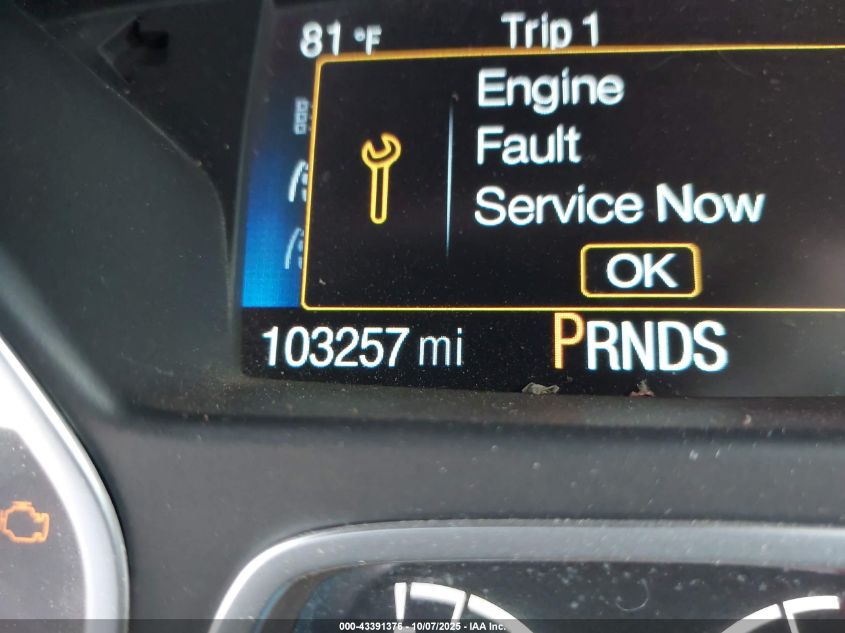 81 °F Trip 1
Engine
Fault
Service Now
OK
103257 mi PRNDS
000-43391376 - 10/07/2025 - IAA Inc.